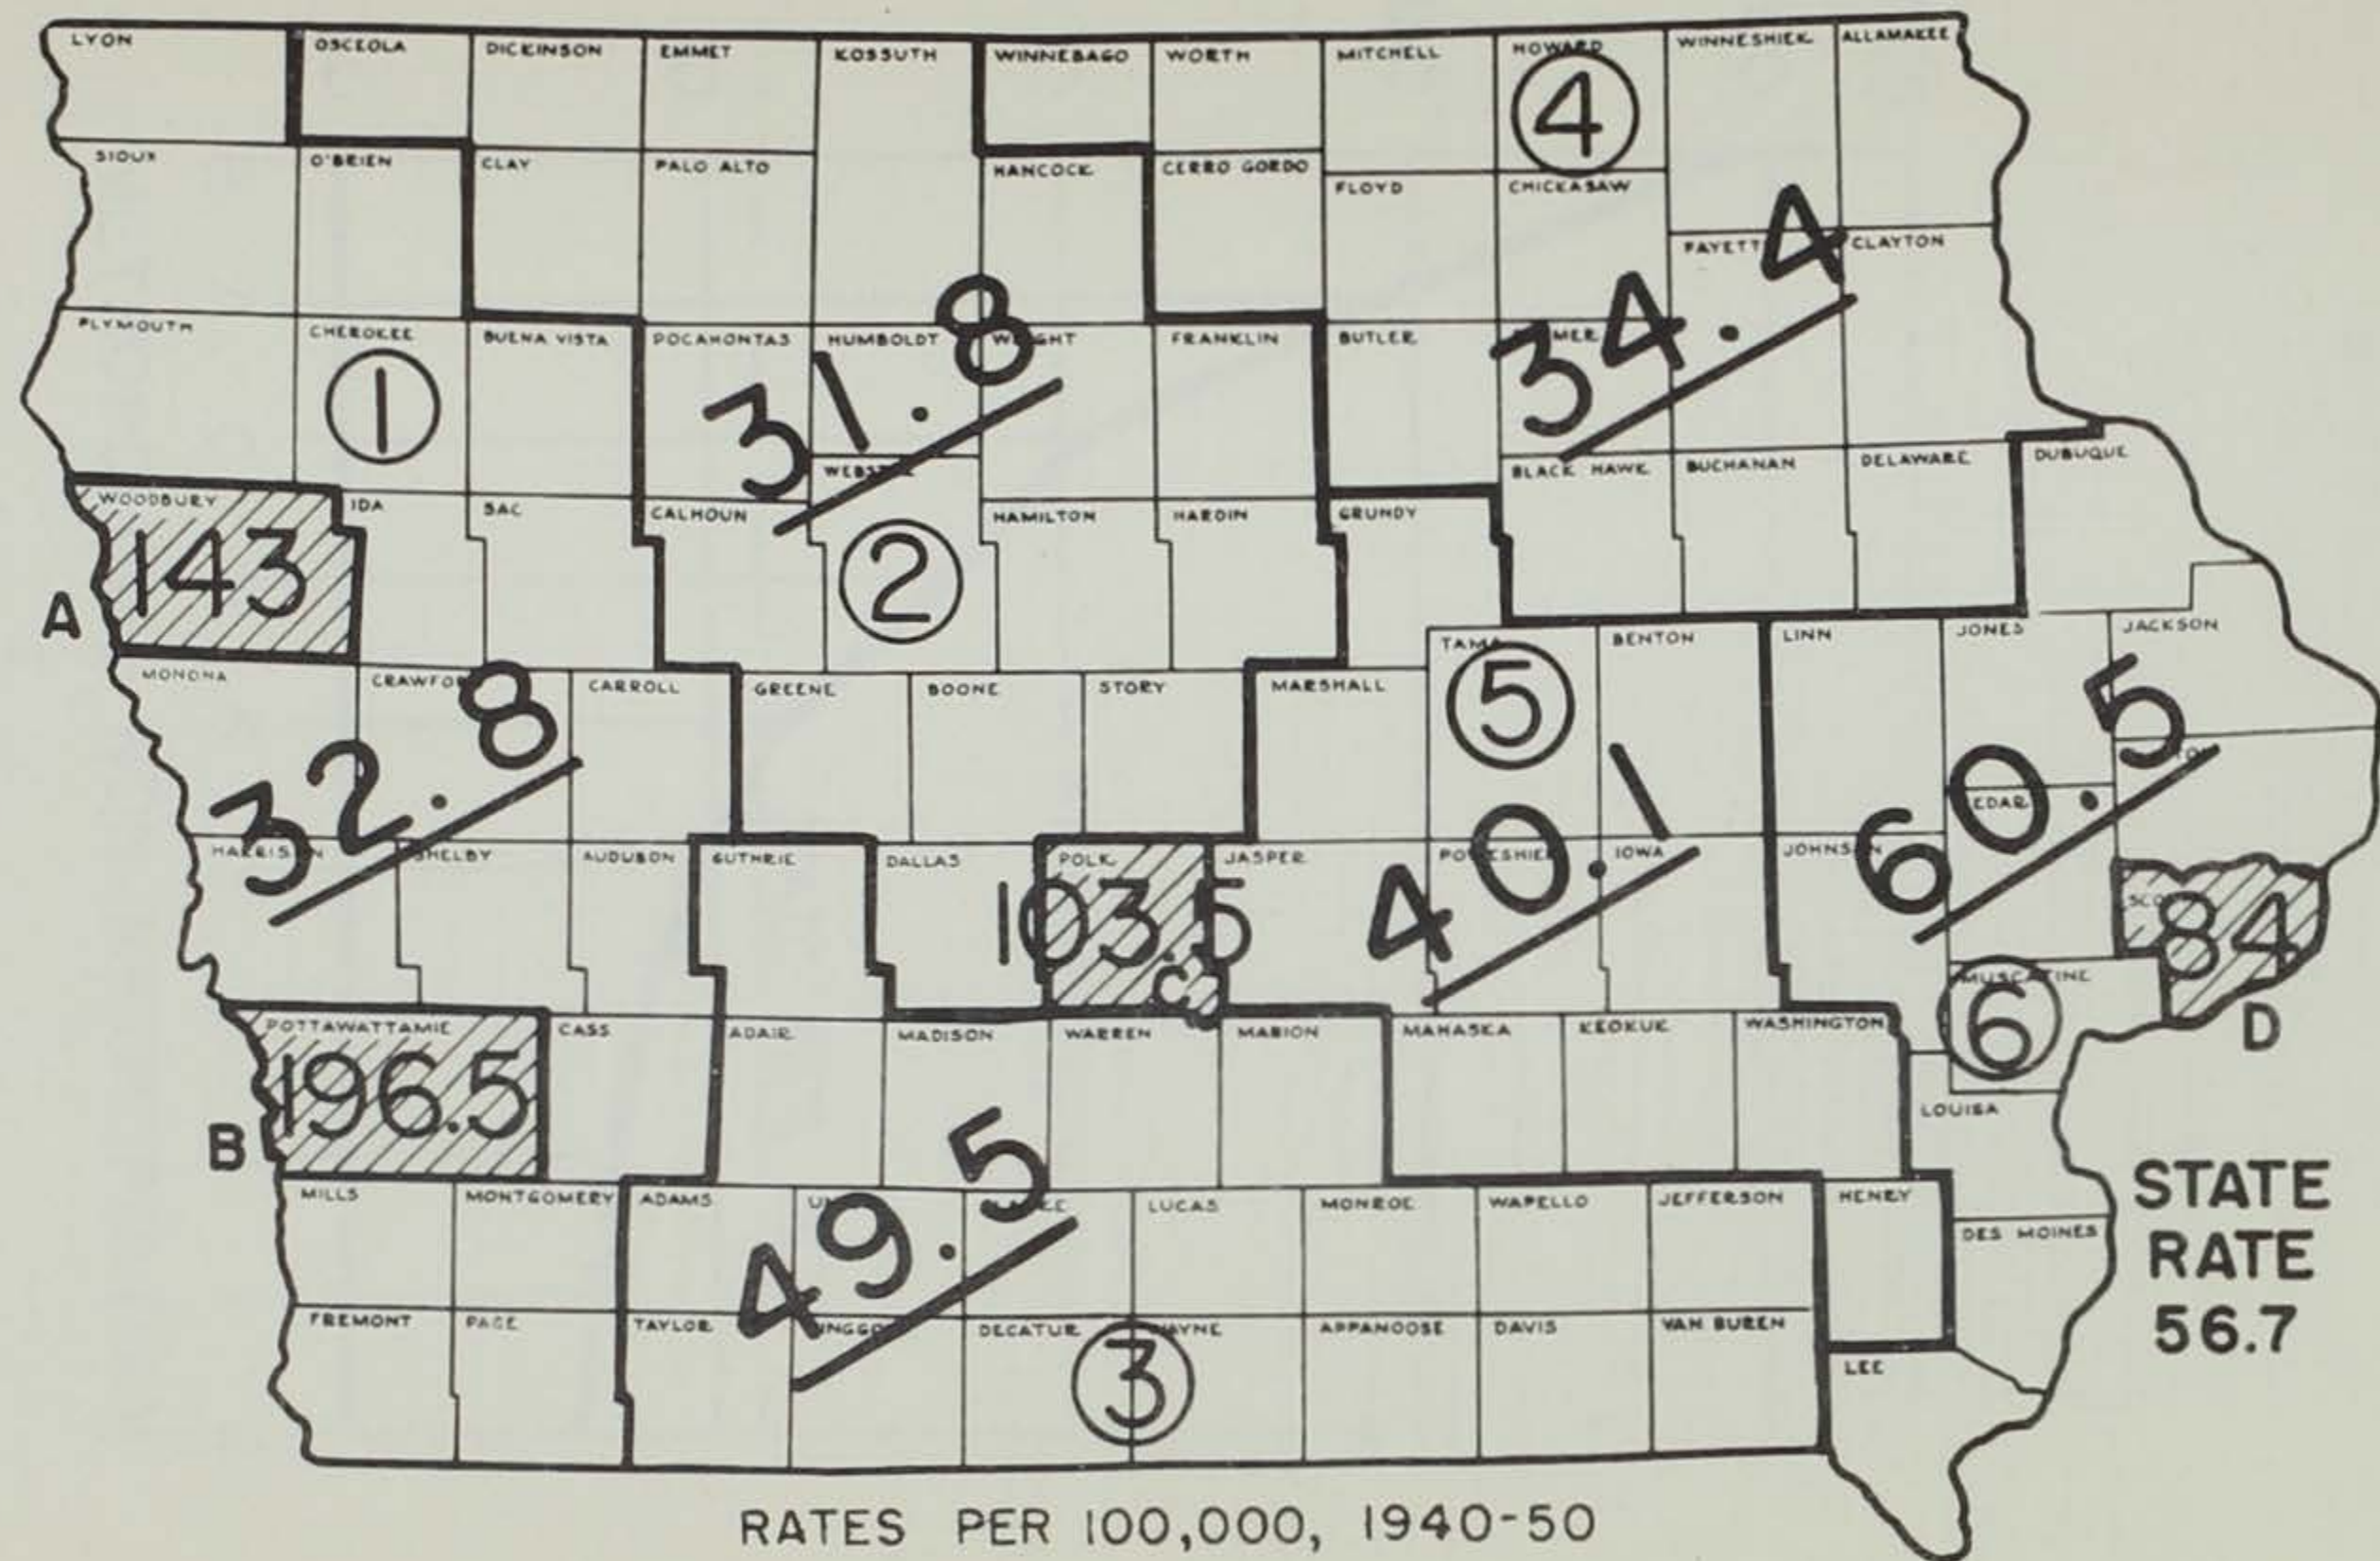 LYON OSCEOLA DICKINSON EMMET KOSSUTH WINNEBAGO WORTH MITCHELL HOWARD WINNESHIEK ALLAMAKEE
4
SIOUX O'BRIEN CLAY PALO ALTO HANCOCK CERRO GORDO FLOYD CHICKASAW
FAYETTE CLAYTON
34.4
PLYMOUTH CHEROKEE BUENA VISTA POCAHONTAS HUMBOLDT WRIGHT FRANKLIN BUTLER
1
31.8
WEBSTER BLACK HAWK BUCHANAN DELAWARE DUBUQUE
WOODBURY IDA SAC CALHOUN HAMILTON HARDIN GRUNDY
143
A
2
TAMA BENTON LINN JONES JACKSON
5
MONONA CRAWFORD CARROLL GREENE BOONE STORY MARSHALL
32.8
40.1
60.5
CEDAR
HARRISON SHELBY AUDUBON GUTHRIE DALLAS POLK JASPER POWESHIEK IOWA JOHNSON
103.5
C
84
D
MUSCATINE
6
POTTAWATTAMIE CASS ADAIR MADISON WARREN MARION MAHASKA KEOKUK WASHINGTON
196.5
B
LOUISA
49.5
MILLS MONTGOMERY ADAMS LUCAS MONROE WAPELLO JEFFERSON HENRY
DES MOINES
STATE
RATE
56.7
FREMONT PAGE TAYLOR DECATUR WAYNE APPANOOSE DAVIS VAN BUREN
3
LEE
RATES PER 100,000, 1940-50